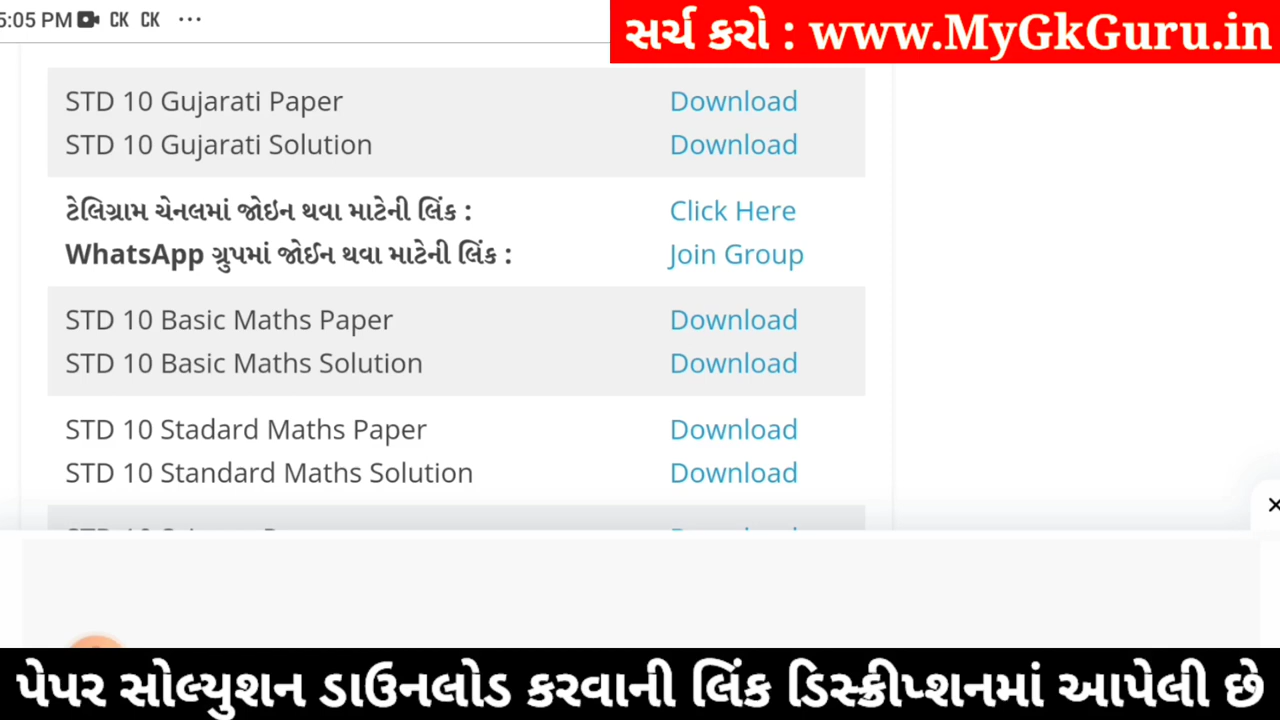 5:05 PM CK CK ...
સર્ચ કરો : www.MyGkGuru.in
STD 10 Gujarati Paper Download
STD 10 Gujarati Solution Download
ટેલિગ્રામ ચેનલમાં જોઇન થવા માટેની લિંક : Click Here
WhatsApp ગ્રુપમાં જોઈન થવા માટેની લિંક : Join Group
STD 10 Basic Maths Paper Download
STD 10 Basic Maths Solution Download
STD 10 Stadard Maths Paper Download
STD 10 Standard Maths Solution Download
પેપર સોલ્યુશન ડાઉનલોડ કરવાની લિંક ડિસ્ક્રીપ્શનમાં આપેલી છે